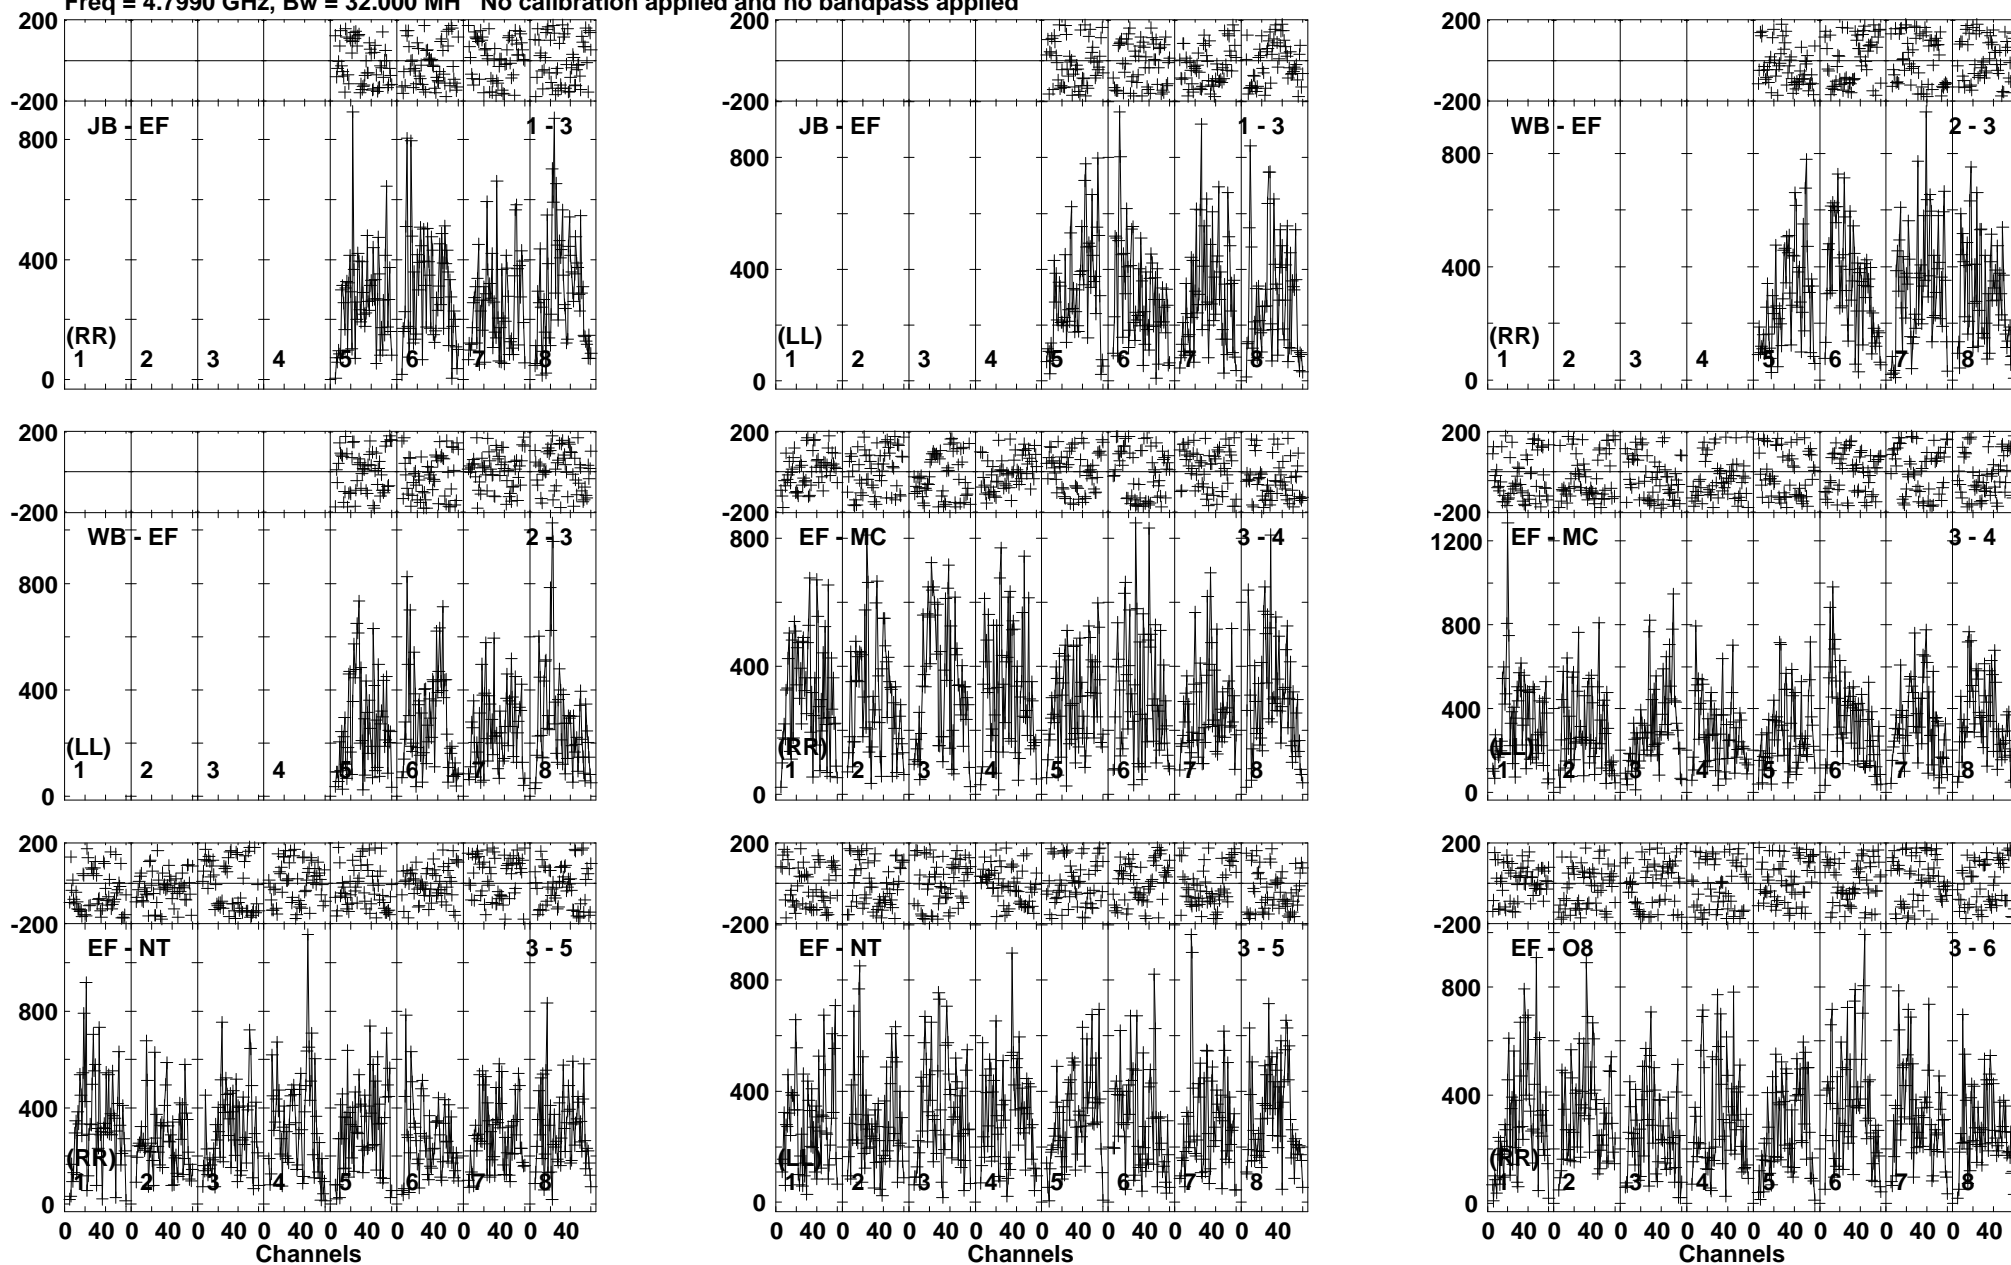 Freq = 4.7990 GHz, Bw = 32.000 MH No calibration applied and no bandpass applied
200 200 200
-200 -200 -200
JB - EF 1 - 3 JB - EF 1 - 3 WB - EF 2 - 3
800 800 800
400 400 400
(RR) (LL) (RR)
1 2 3 4 5 6 7 8 1 2 3 4 5 6 7 8 1 2 3 4 5 6 7 8
0 0 0
200 200 200
-200 -200 -200
WB - EF 2 - 3 EF - MC 3 - 4 EF - MC 3 - 4
800 800 1200
800
400 400 400
(LL) (RR) (LL)
1 2 3 4 5 6 7 8 1 2 3 4 5 6 7 8 1 2 3 4 5 6 7 8
0 0 0
200 200 200
-200 -200 -200
EF - NT 3 - 5 EF - NT 3 - 5 EF - O8 3 - 6
800 800 800
400 400 400
(RR) (LL) (RR)
1 2 3 4 5 6 7 8 1 2 3 4 5 6 7 8 1 2 3 4 5 6 7 8
0 0 0
0 40 0 40 0 40 0 40 0 40 0 40 0 40 0 40 0 40 0 40 0 40 0 40 0 40 0 40 0 40 0 40 0 40 0 40 0 40 0 40 0 40 0 40 0 40 0 40
Channels Channels Channels